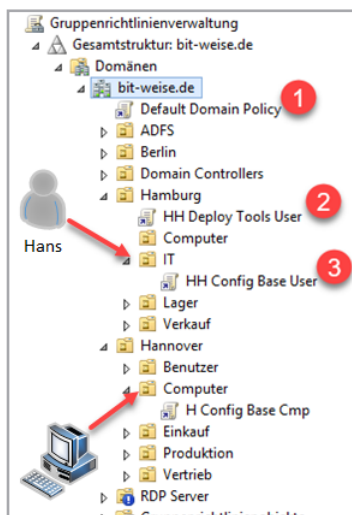 Gruppenrichtlinienverwaltung
Gesamtstruktur: bit-weise.de
Domänen
bit-weise.de
Default Domain Policy
1
ADFS
Berlin
Domain Controllers
Hamburg
HH Deploy Tools User
2
Computer
Hans
IT
3
HH Config Base User
Lager
Verkauf
Hannover
Benutzer
Computer
H Config Base Cmp
Einkauf
Produktion
Vertrieb
RDP Server